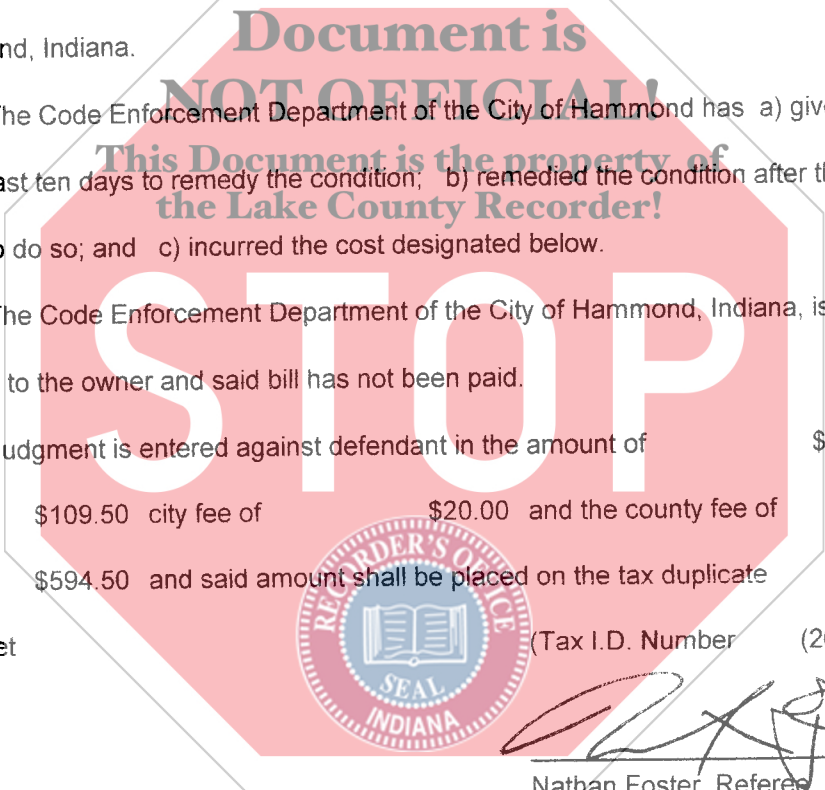 Document is
nd, Indiana.
NOT OFFICIAL!
The Code Enforcement Department of the City of Hammond has a) give
This Document is the property of
ast ten days to remedy the condition; b) remedied the condition after th
the Lake County Recorder!
o do so; and c) incurred the cost designated below.
The Code Enforcement Department of the City of Hammond, Indiana, is
to the owner and said bill has not been paid.
STOP
udgment is entered against defendant in the amount of $
$109.50 city fee of $20.00 and the county fee of
$594.50 and said amount shall be placed on the tax duplicate
et (Tax I.D. Number (2
RECORDER'S OFFICE
SEAL
INDIANA
Nathan Foster, Referee